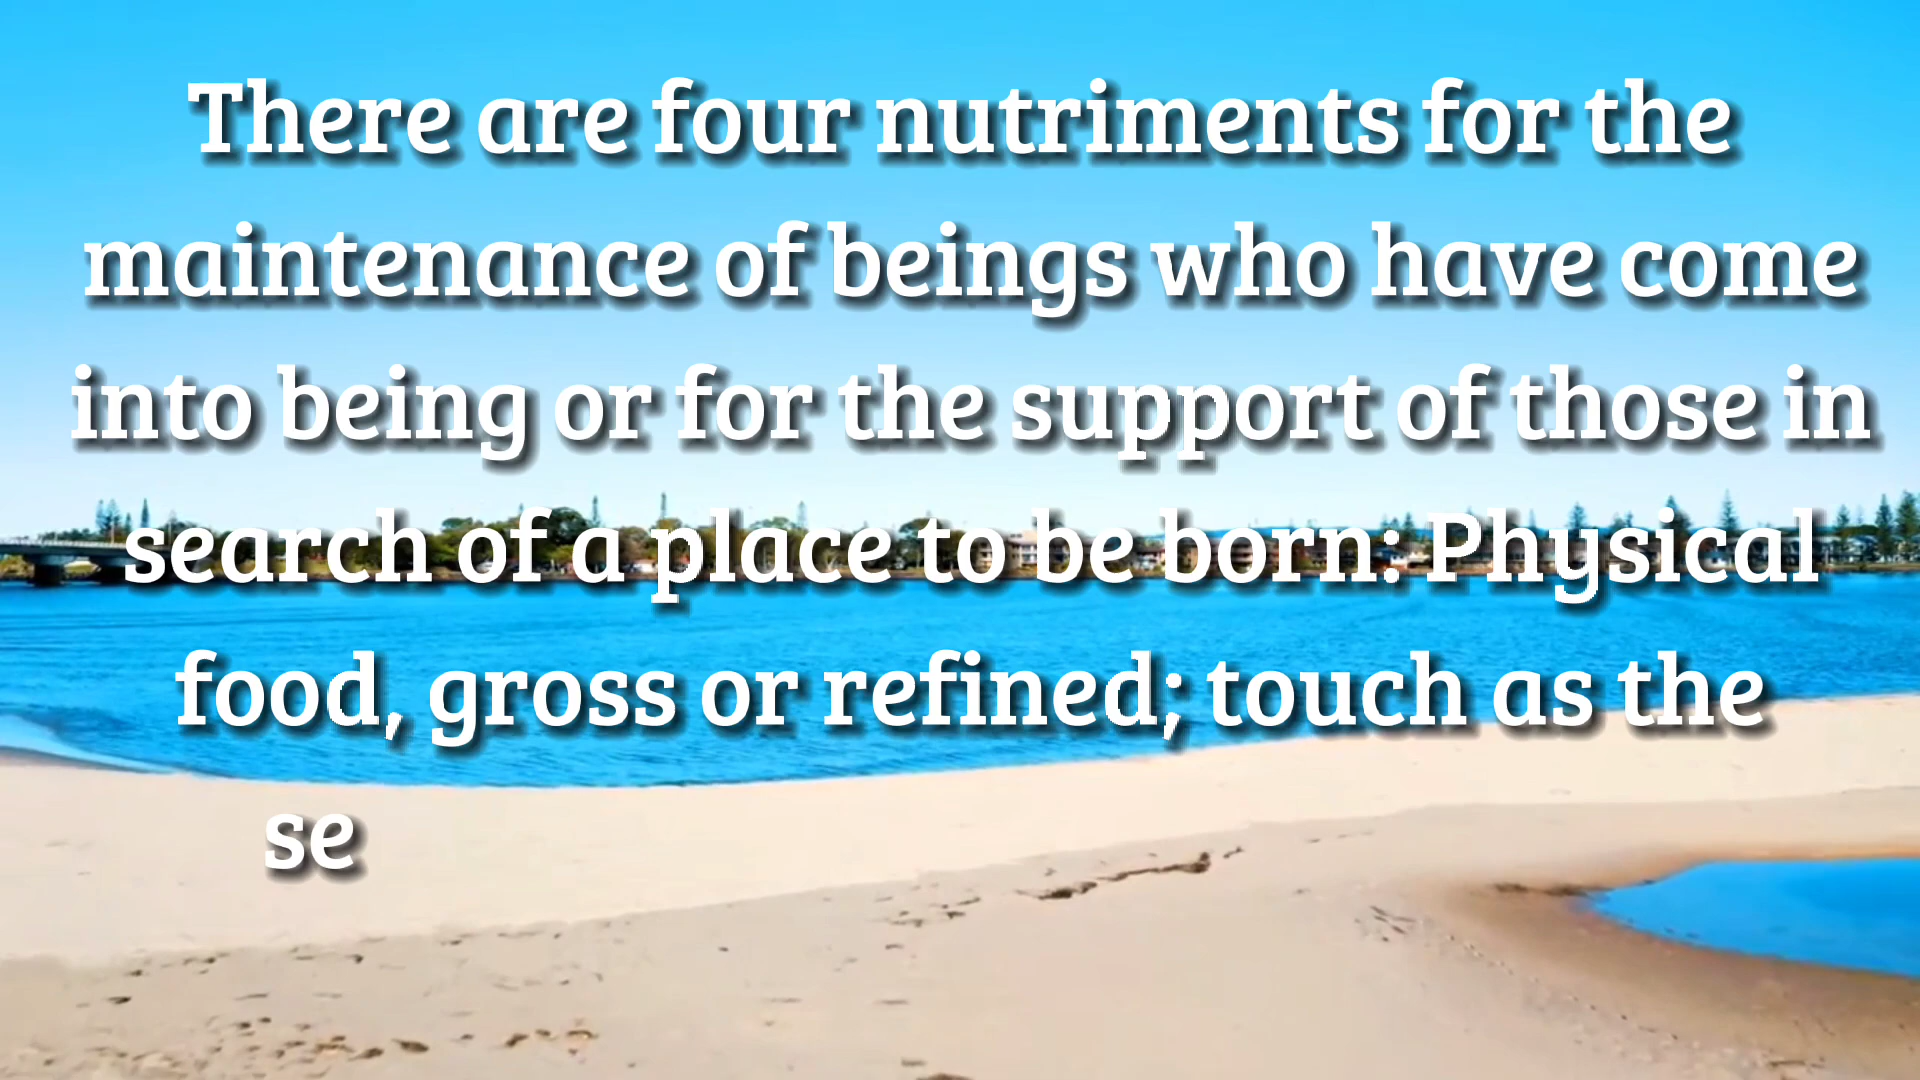 There are four nutriments for the
maintenance of beings who have come
into being or for the support of those in
search of a place to be born: Physical
food, gross or refined; touch as the
se